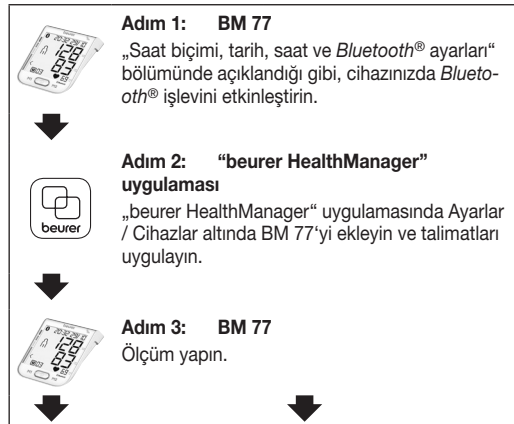 Adım 1: BM 77
„Saat biçimi, tarih, saat ve Bluetooth® ayarları“
bölümünde açıklandığı gibi, cihazınızda Blueto-
oth® işlevini etkinleştirin.
Adım 2: “beurer HealthManager”
uygulaması
beurer
„beurer HealthManager“ uygulamasında Ayarlar
/ Cihazlar altında BM 77‘yi ekleyin ve talimatları
uygulayın.
Adım 3: BM 77
Ölçüm yapın.